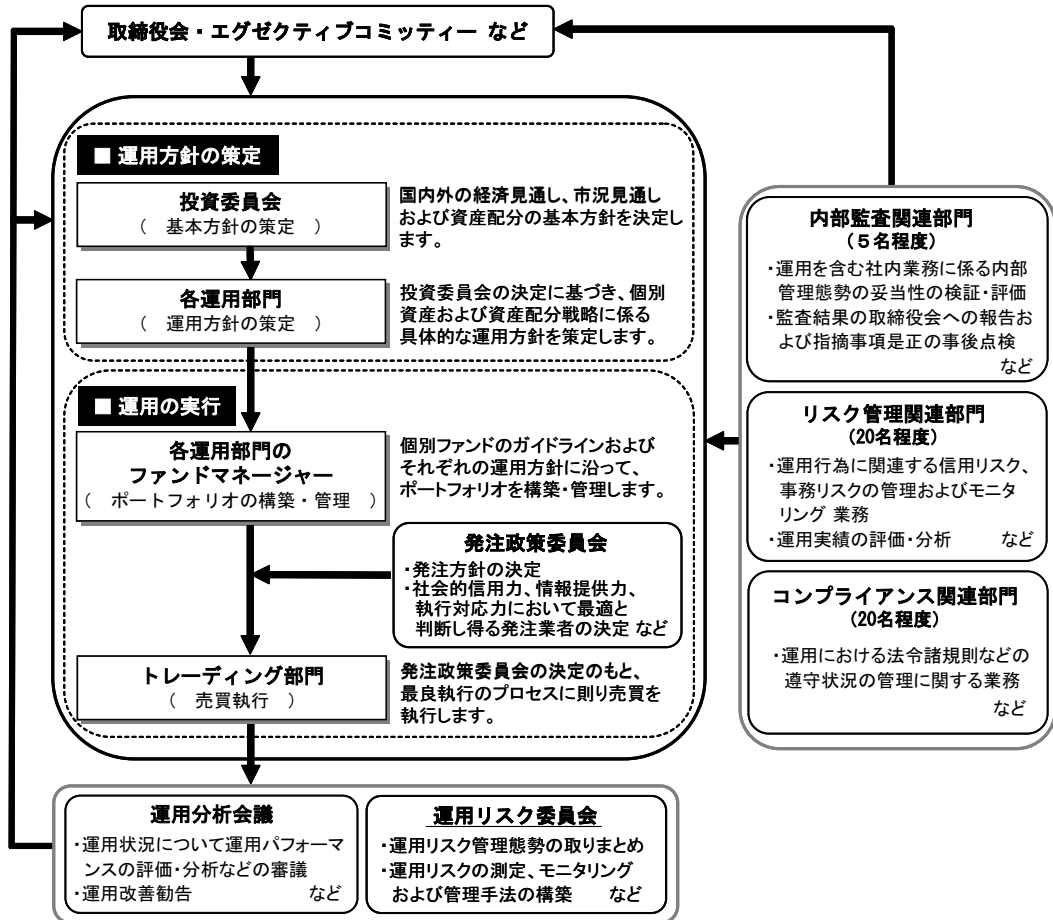 取締役会・エグゼクティブコミッティー など
■ 運用方針の策定
投資委員会
( 基本方針の策定 )
国内外の経済見通し、市況見通し
および資産配分の基本方針を決定し
ます。
各運用部門
( 運用方針の策定 )
投資委員会の決定に基づき、個別
資産および資産配分戦略に係る
具体的な運用方針を策定します。
■ 運用の実行
各運用部門の
ファンドマネージャー
( ポートフォリオの構築・管理 )
個別ファンドのガイドラインおよび
それぞれの運用方針に沿って、
ポートフォリオを構築・管理します。
発注政策委員会
・発注方針の決定
・社会的信用力、情報提供力、
執行対応力において最適と
判断し得る発注業者の決定 など
トレーディング部門
( 売買執行 )
発注政策委員会の決定のもと、
最良執行のプロセスに則り売買を
執行します。
内部監査関連部門
(5名程度)
・運用を含む社内業務に係る内部
管理態勢の妥当性の検証・評価
・監査結果の取締役会への報告お
よび指摘事項是正の事後点検
など
リスク管理関連部門
(20名程度)
・運用行為に関連する信用リスク、
事務リスクの管理およびモニタ
リング 業務
・運用実績の評価・分析 など
コンプライアンス関連部門
(20名程度)
・運用における法令諸規則などの
遵守状況の管理に関する業務
など
運用分析会議
・運用状況について運用パフォーマ
ンスの評価・分析などの審議
・運用改善勧告 など
運用リスク委員会
・運用リスク管理態勢の取りまとめ
・運用リスクの測定、モニタリング
および管理手法の構築 など